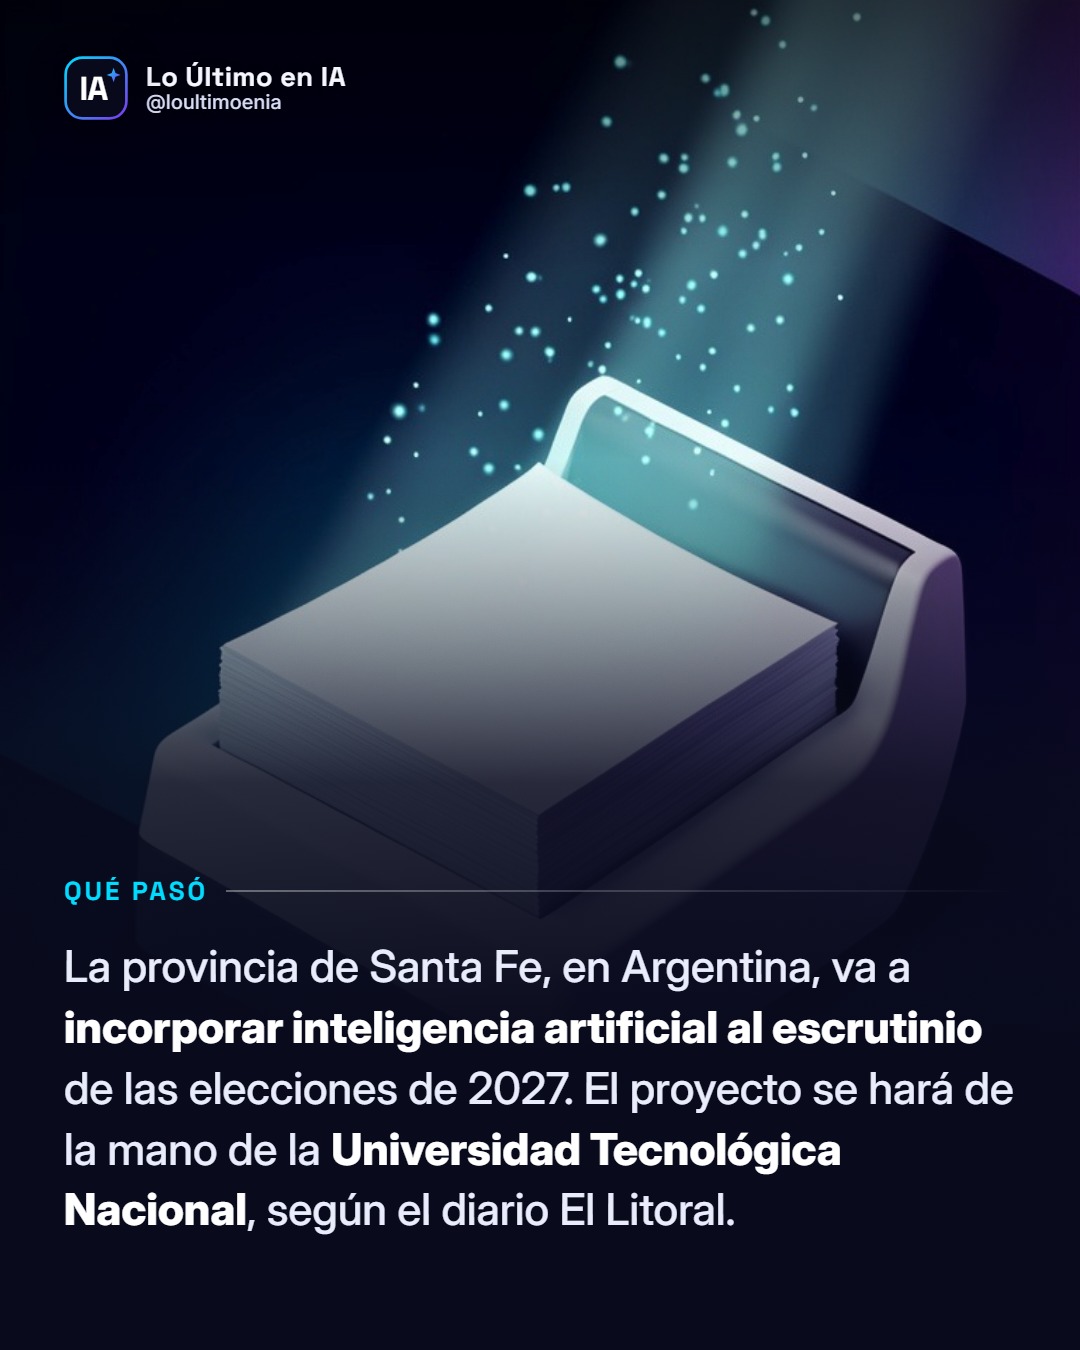 IA
Lo Último en IA
@loultimoenia
QUÉ PASÓ
La provincia de Santa Fe, en Argentina, va a
incorporar inteligencia artificial al escrutinio
de las elecciones de 2027. El proyecto se hará de
la mano de la Universidad Tecnológica
Nacional, según el diario El Litoral.